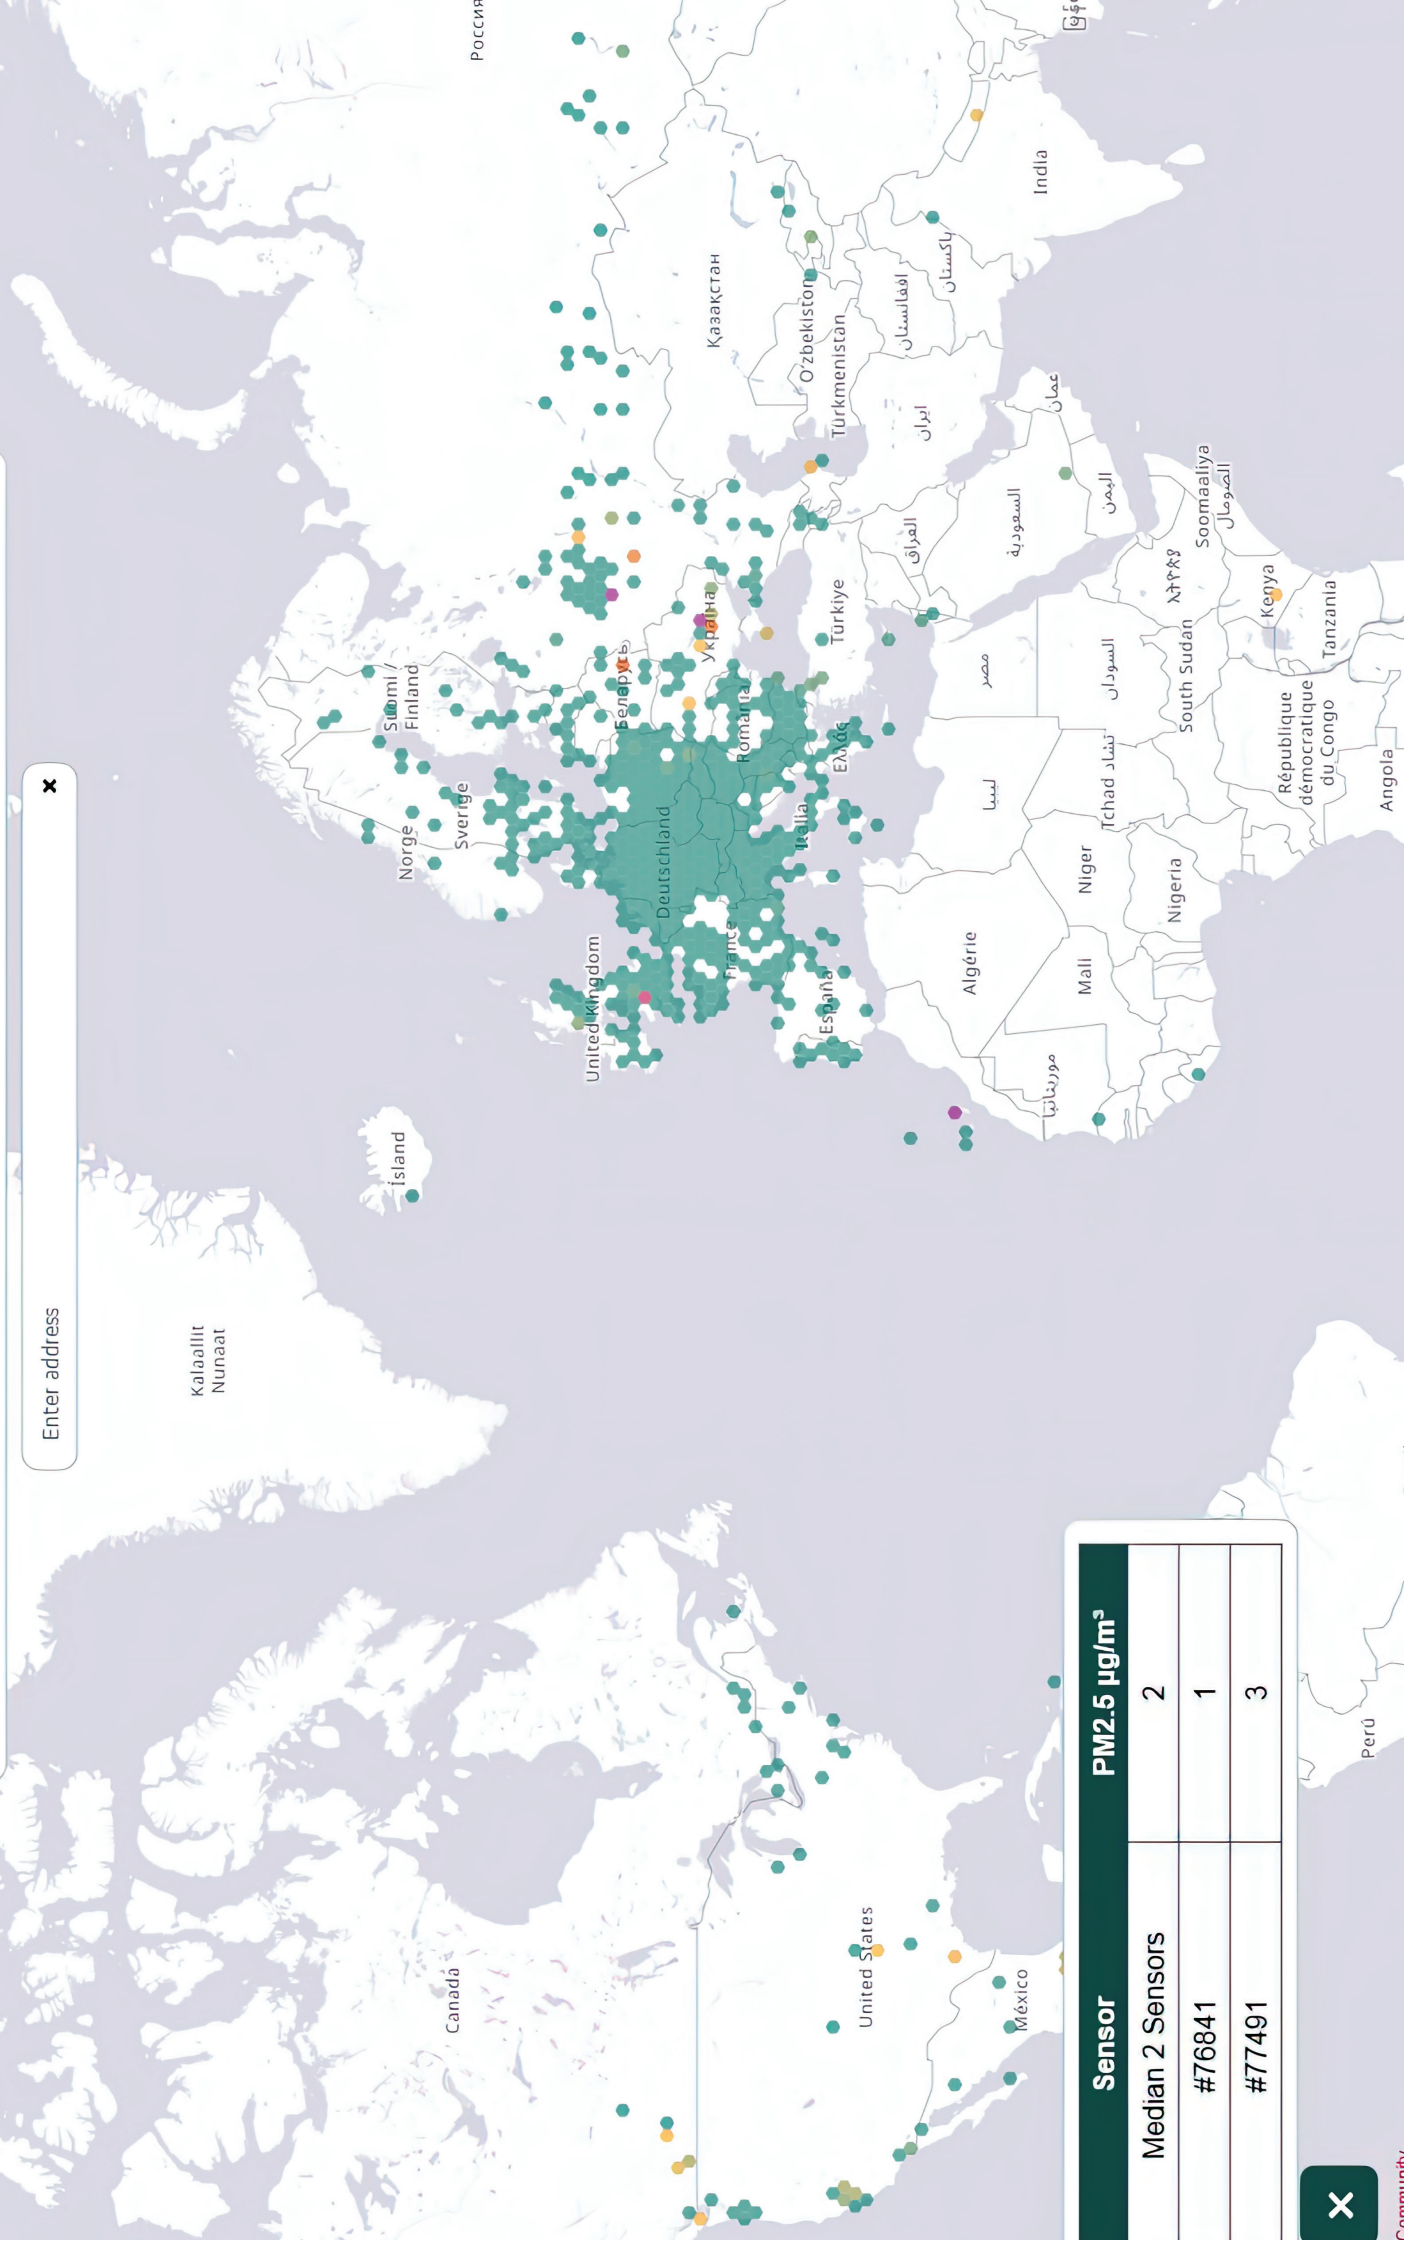 Enter address
×
Россия
Kalaallit
Nunaat
Ísland
Norge
Sverige
Suomi /
Finland
Canada
United Kingdom
Deutschland
Беларусь
Україна
Қазақстан
France
România
España
Italia
Ελλάς
Türkiye
O'zbekiston
Türkmenistan
افغانستان
ایران
پاکستان
العراق
السعودية
عمان
اليمن
India
United States
México
Algérie
ليبيا
مصر
موريتانيا
Mali
Niger
Tchad تشاد
السودان
Nigeria
South Sudan
ኢትዮጵያ
Soomaaliya
الصومال
Kenya
République
démocratique
du Congo
Tanzania
Angola
Perú
Sensor PM2.5 µg/m³
Median 2 Sensors 2
#76841 1
#77491 3
×
Community